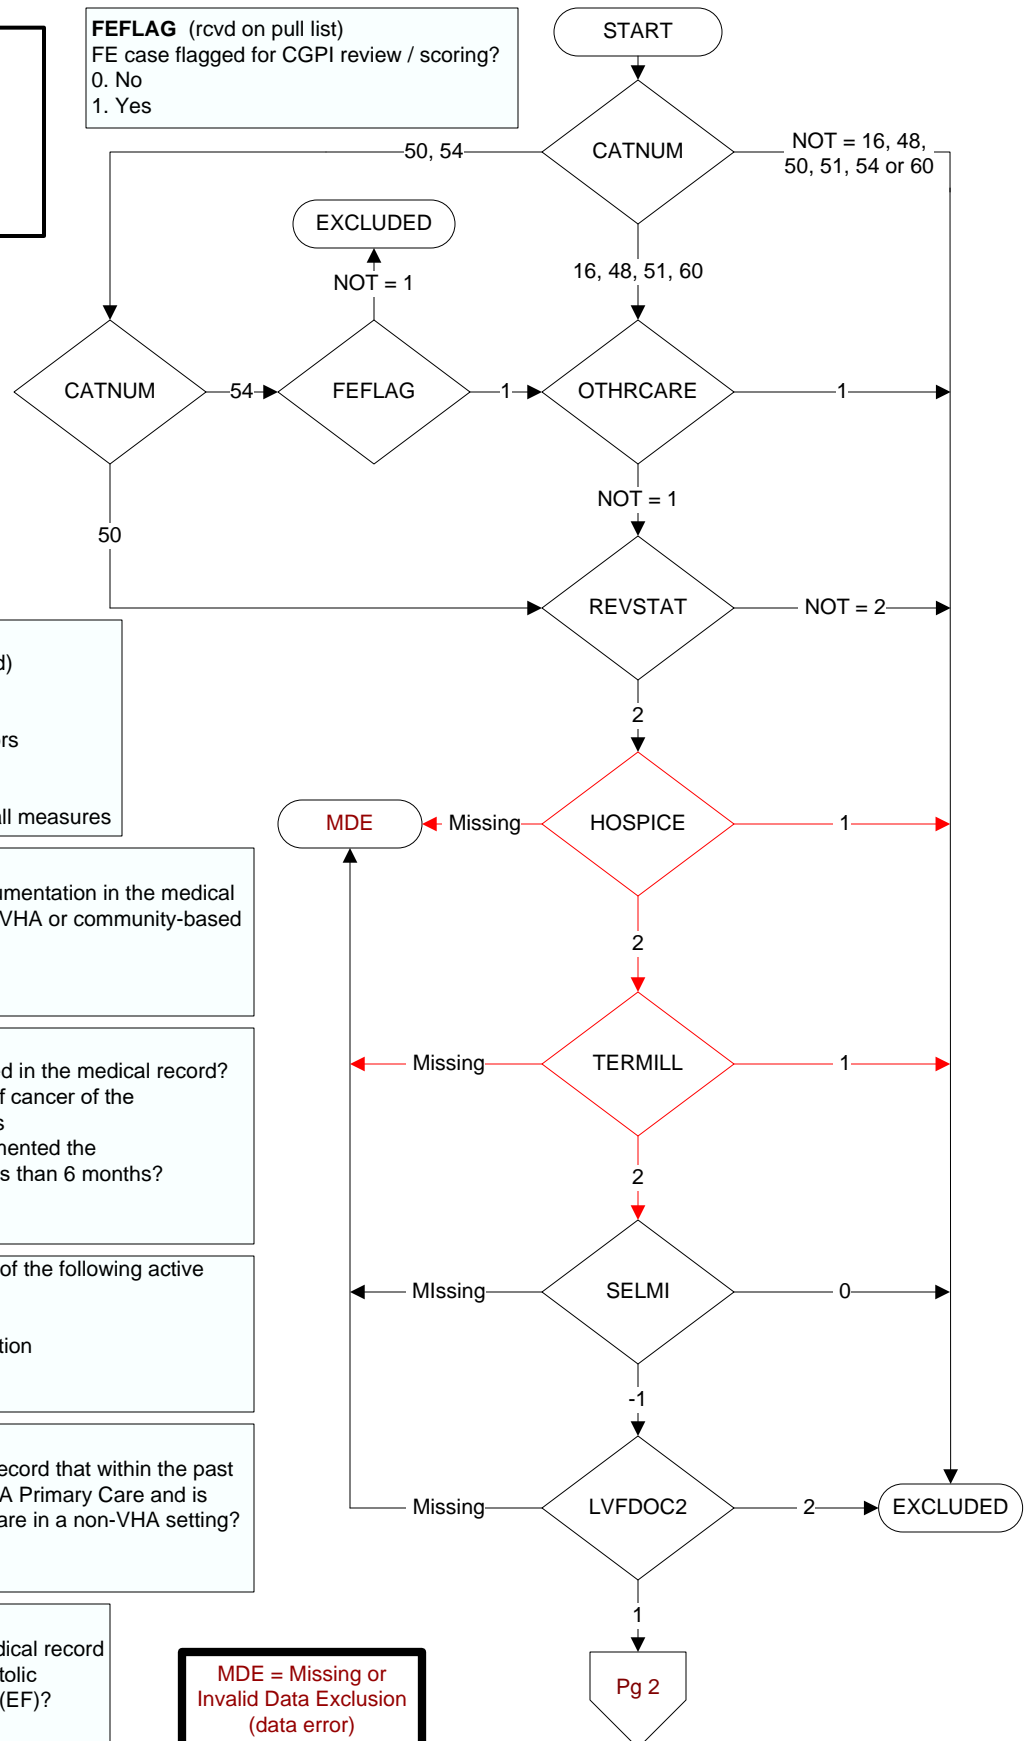 FEFLAG (rcvd on pull list)
FE case flagged for CGPI review / scoring?
0. No
1. Yes
START
CATNUM
50, 54
NOT = 16, 48,
50, 51, 54 or 60
EXCLUDED
NOT = 1
16, 48, 51, 60
CATNUM
54
FEFLAG
1
OTHRCARE
1
NOT = 1
50
REVSTAT
NOT = 2
2
d)
rs
all measures
MDE
Missing
HOSPICE
1
umentation in the medical
VHA or community-based
2
ed in the medical record?
f cancer of the
s
mented the
s than 6 months?
Missing
TERMILL
1
2
of the following active
tion
MIssing
SELMI
0
-1
ecord that within the past
A Primary Care and is
are in a non-VHA setting?
Missing
LVFDOC2
2
EXCLUDED
1
dical record
tolic
(EF)?
MDE = Missing or
Invalid Data Exclusion
(data error)
Pg 2